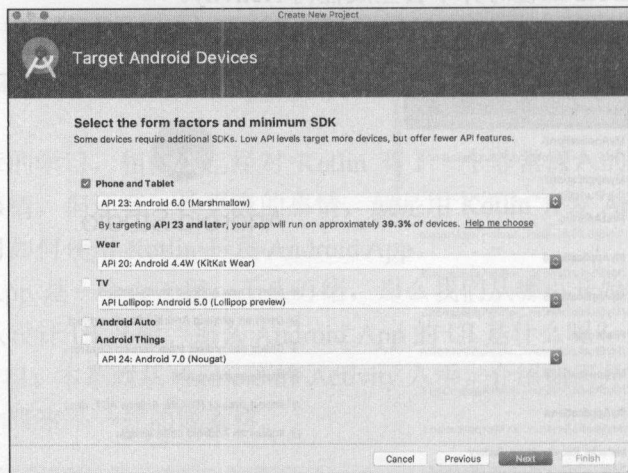 Create New Project
Target Android Devices
Select the form factors and minimum SDK
Some devices require additional SDKs. Low API levels target more devices, but offer fewer API features.
Phone and Tablet
API 23: Android 6.0 (Marshmallow)
By targeting API 23 and later, your app will run on approximately 39.3% of devices. Help me choose
Wear
API 20: Android 4.4W (KitKat Wear)
TV
API Lollipop: Android 5.0 (Lollipop preview)
Android Auto
Android Things
API 24: Android 7.0 (Nougat)
Cancel Previous Next Finish